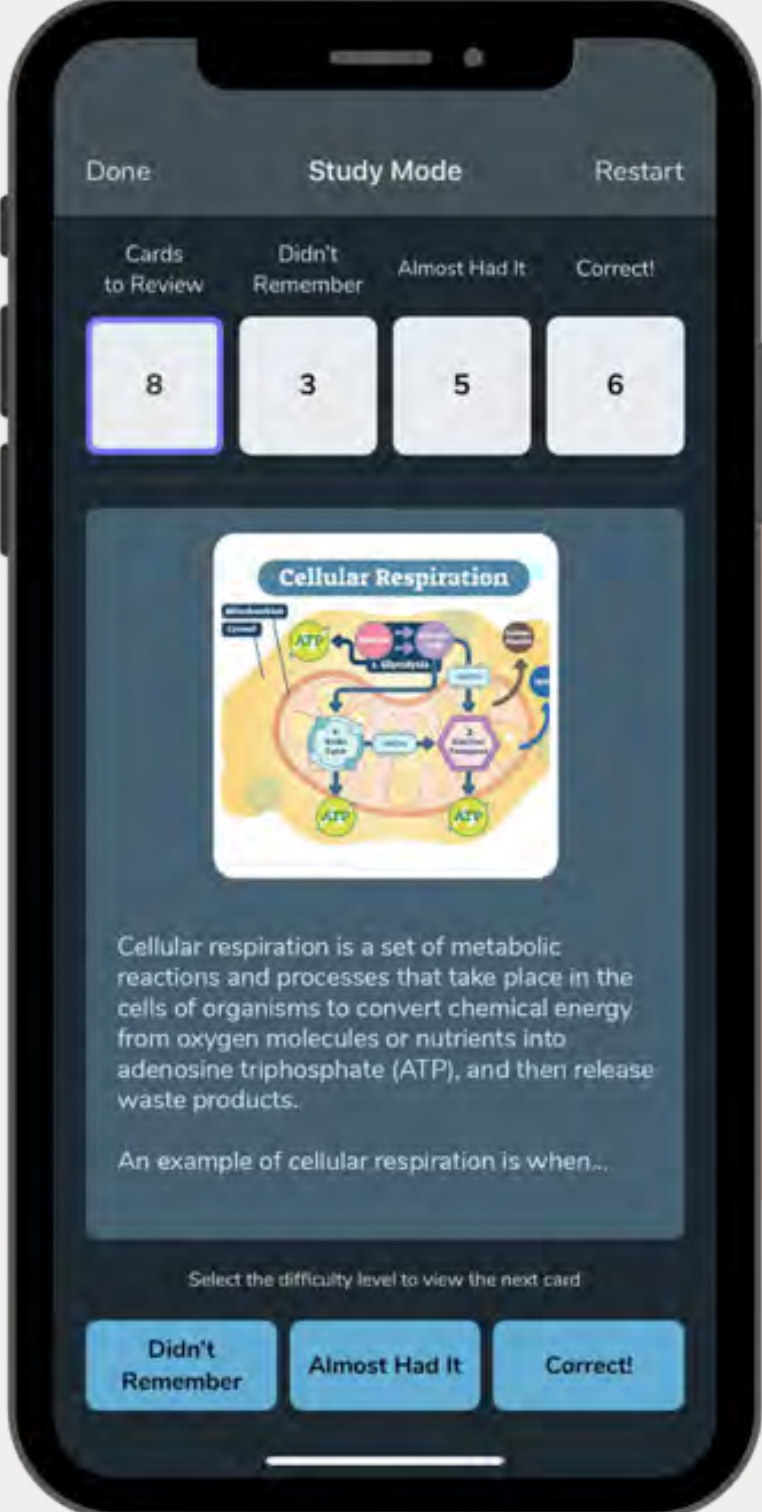 Done Study Mode Restart
Cards
to Review
Didn't
Remember
Almost Had It
Correct!
8 3 5 6
Cellular Respiration
Mitochondrion
Cytosol
ATP
1. Glycolysis
ATP
ATP
Cellular respiration is a set of metabolic
reactions and processes that take place in the
cells of organisms to convert chemical energy
from oxygen molecules or nutrients into
adenosine triphosphate (ATP), and then release
waste products.
An example of cellular respiration is when...
Select the difficulty level to view the next card
Didn't
Remember
Almost Had It
Correct!